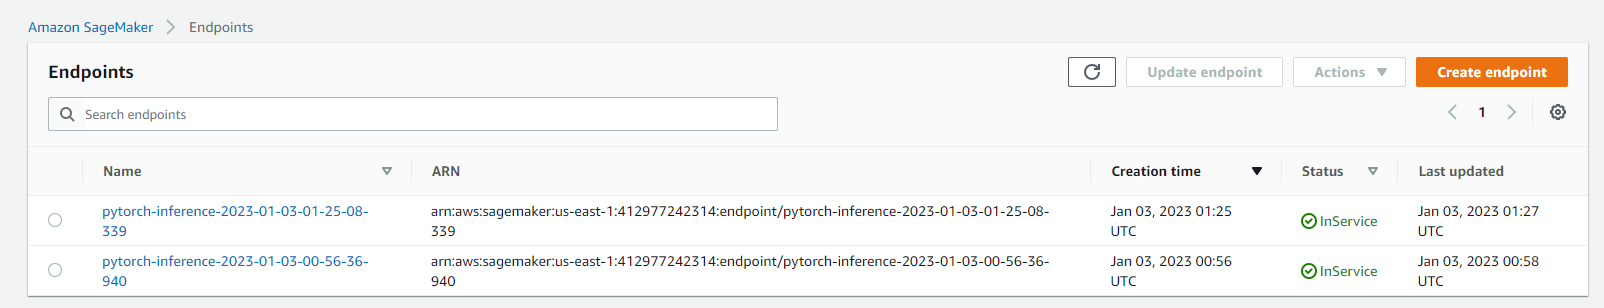 Amazon SageMaker > Endpoints
Endpoints
Update endpoint
Actions
Create endpoint
Search endpoints
1
Name ARN Creation time Status Last updated
pytorch-inference-2023-01-03-01-25-08- arn:aws:sagemaker:us-east-1:412977242314:endpoint/pytorch-inference-2023-01-03-01-25-08- Jan 03, 2023 01:25 InService Jan 03, 2023 01:27
339 339 UTC UTC
pytorch-inference-2023-01-03-00-56-36- arn:aws:sagemaker:us-east-1:412977242314:endpoint/pytorch-inference-2023-01-03-00-56-36- Jan 03, 2023 00:56 InService Jan 03, 2023 00:58
940 940 UTC UTC